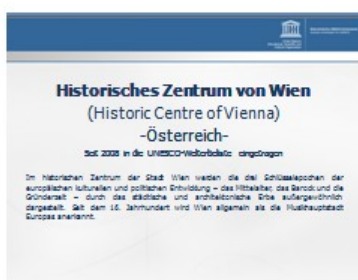 Historisches Zentrum von Wien
(Historic Centre of Vienna)
-Österreich-
Seit 2008 in die UNESCO-Welterbeliste eingetragen
Im historischen Zentrum der Stadt Wien werden die drei Schlüsselepochen der
europäischen kulturellen und politischen Entwicklung – das Mittelalter, das Barock und die
Gründerzeit – durch das städtische und architektonische Erbe außergewöhnlich
dargestellt. Seit dem 16. Jahrhundert wird Wien allgemein als die Musikhauptstadt
Europas anerkannt.